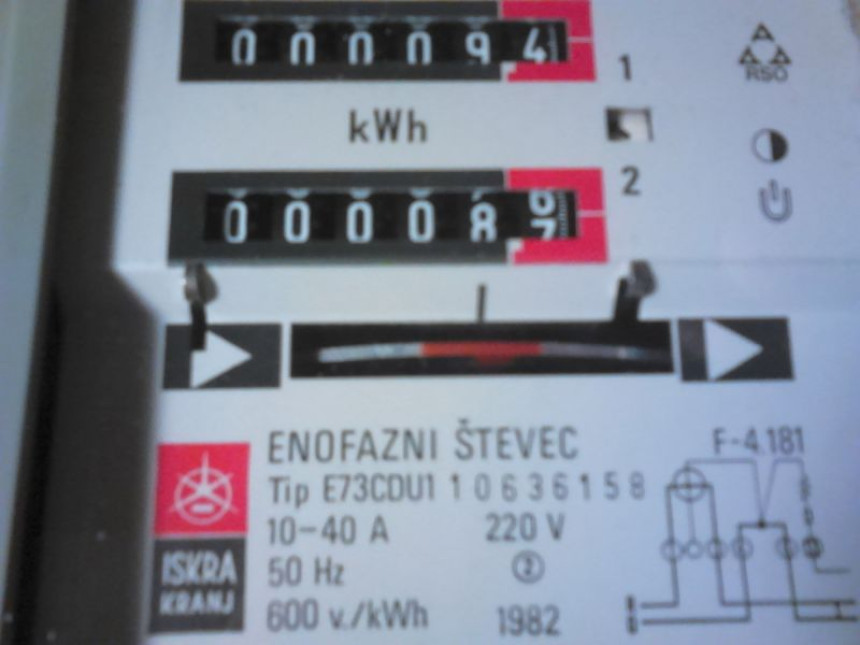 000094
1
RSO
kWh
00008
2
ENOFAZNI ŠTEVEC
F-4.181
Tip E73CDU1 10636158
10-40 A 220 V
ISKRA
KRANJ
50 Hz 2
600 v./kWh 1982